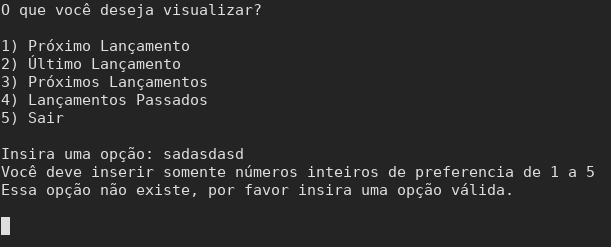 O que você deseja visualizar?
1) Próximo Lançamento
2) Último Lançamento
3) Próximos Lançamentos
4) Lançamentos Passados
5) Sair
Insira uma opção: sadasdasd
Você deve inserir somente números inteiros de preferencia de 1 a 5
Essa opção não existe, por favor insira uma opção válida.